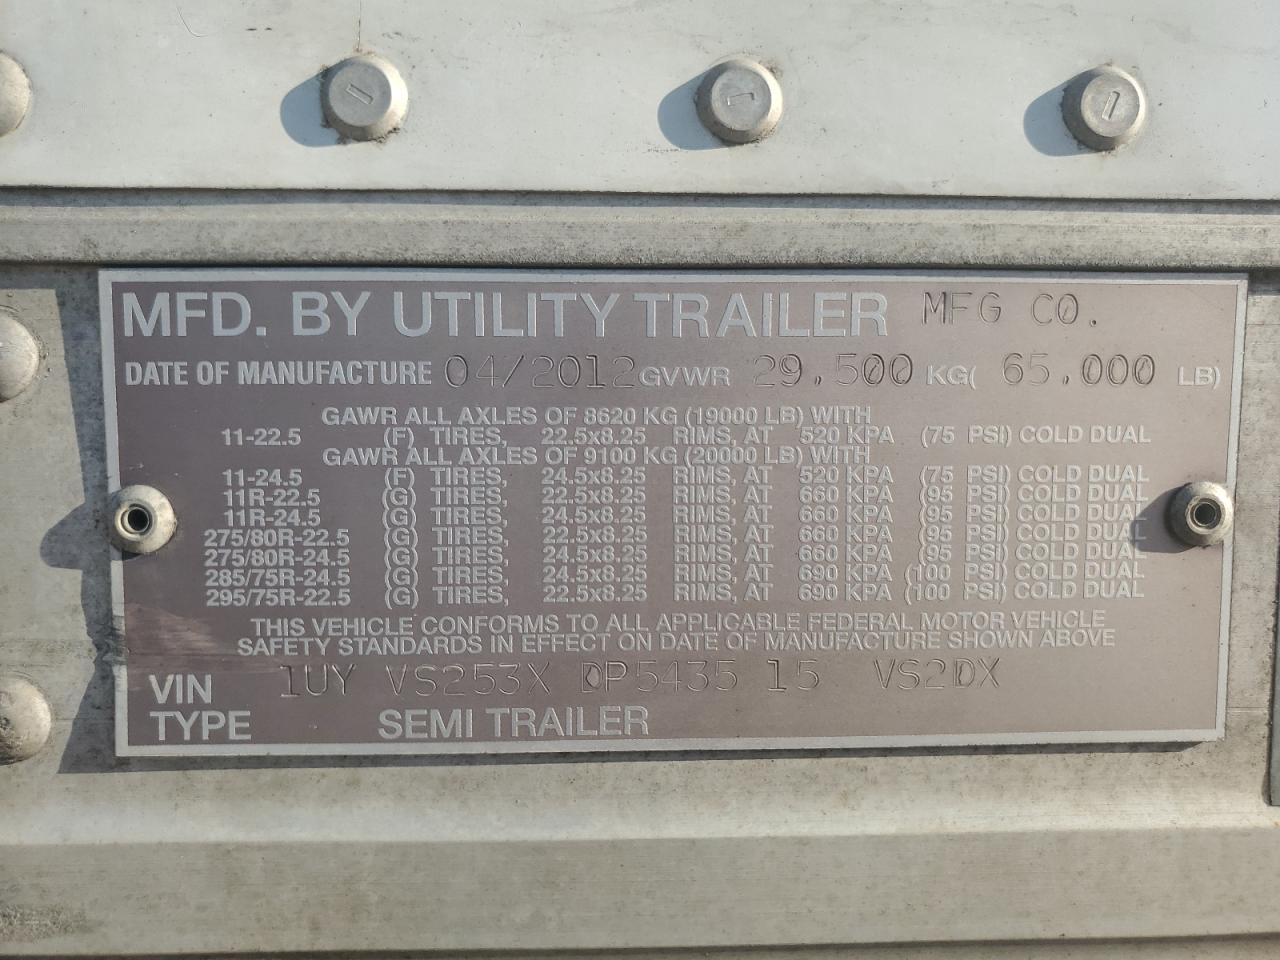 MFD. BY UTILITY TRAILER MFG CO.
DATE OF MANUFACTURE 04/2012 GVWR 29,500 KG( 65,000 LB)
GAWR ALL AXLES OF 8620 KG (19000 LB) WITH
11-22.5 (F) TIRES, 22.5x8.25 RIMS, AT 520 KPA (75 PSI) COLD DUAL
GAWR ALL AXLES OF 9100 KG (20000 LB) WITH
11-24.5 (F) TIRES, 24.5x8.25 RIMS, AT 520 KPA (75 PSI) COLD DUAL
11R-22.5 (G) TIRES, 22.5x8.25 RIMS, AT 660 KPA (95 PSI) COLD DUAL
11R-24.5 (G) TIRES, 24.5x8.25 RIMS, AT 660 KPA (95 PSI) COLD DUAL
275/80R-22.5 (G) TIRES, 22.5x8.25 RIMS, AT 660 KPA (95 PSI) COLD DUAL
275/80R-24.5 (G) TIRES, 24.5x8.25 RIMS, AT 660 KPA (95 PSI) COLD DUAL
285/75R-24.5 (G) TIRES, 24.5x8.25 RIMS, AT 690 KPA (100 PSI) COLD DUAL
295/75R-22.5 (G) TIRES, 22.5x8.25 RIMS, AT 690 KPA (100 PSI) COLD DUAL
THIS VEHICLE CONFORMS TO ALL APPLICABLE FEDERAL MOTOR VEHICLE
SAFETY STANDARDS IN EFFECT ON DATE OF MANUFACTURE SHOWN ABOVE
VIN 1UY VS253X DP5435 15 VS2DX
TYPE SEMI TRAILER